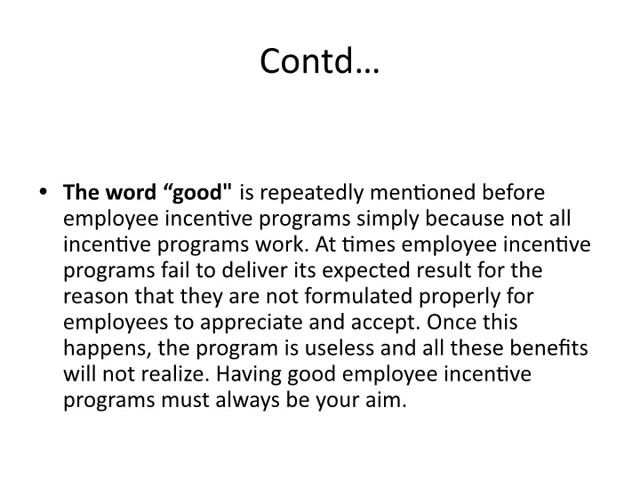 Contd…
• The word “good" is repeatedly mentioned before
employee incentive programs simply because not all
incentive programs work. At times employee incentive
programs fail to deliver its expected result for the
reason that they are not formulated properly for
employees to appreciate and accept. Once this
happens, the program is useless and all these benefits
will not realize. Having good employee incentive
programs must always be your aim.